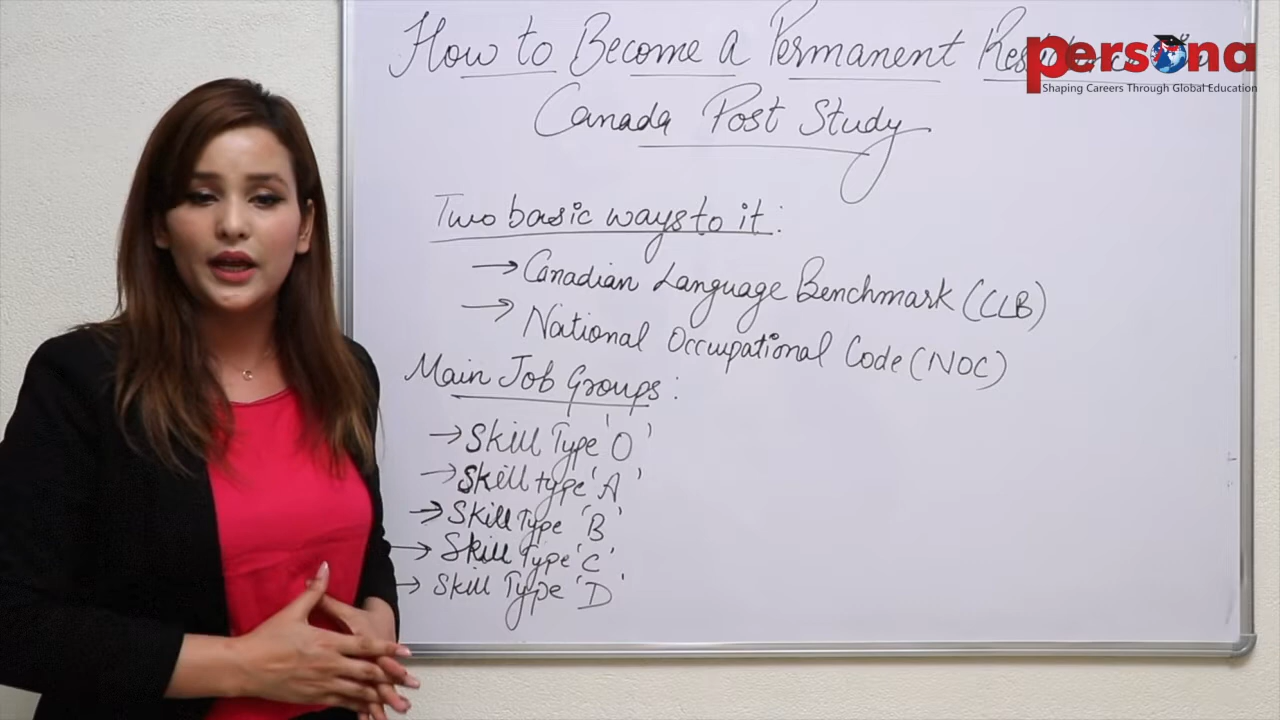 How to Become A Permanent
Canada Post Study
Persona
Shaping Careers Through Global Education
Two basic ways to it:
→ Canadian Language Benchmark (CLB)
→ National Occupational Code (NOC)
Main Job Groups:
→ Skill Type 'O'
→ Skill type 'A'
→ Skill Type 'B'
→ Skill Type 'C'
→ Skill Type 'D'